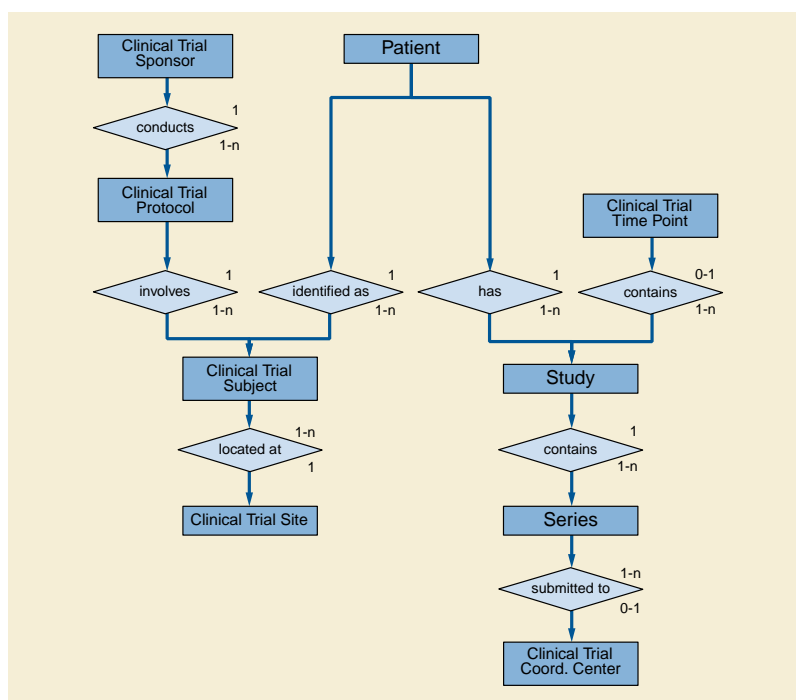 Clinical Trial
Sponsor
Patient
1
conducts
1-n
Clinical Trial
Protocol
Clinical Trial
Time Point
1
involves
1-n
1
identified as
1-n
1
has
1-n
0-1
contains
1-n
Clinical Trial
Subject
Study
1-n
located at
1
1
contains
1-n
Clinical Trial Site
Series
1-n
submitted to
0-1
Clinical Trial
Coord. Center